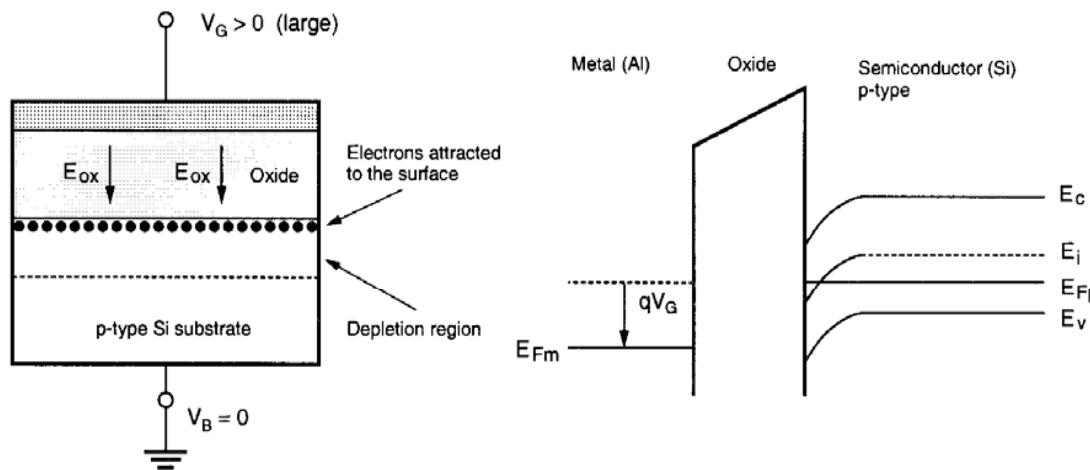 V_G > 0 (large)
E_ox
E_ox
Oxide
Electrons attracted
to the surface
p-type Si substrate
Depletion region
V_B = 0
Metal (Al)
Oxide
Semiconductor (Si)
p-type
E_c
E_i
qV_G
E_F
E_v
E_Fm